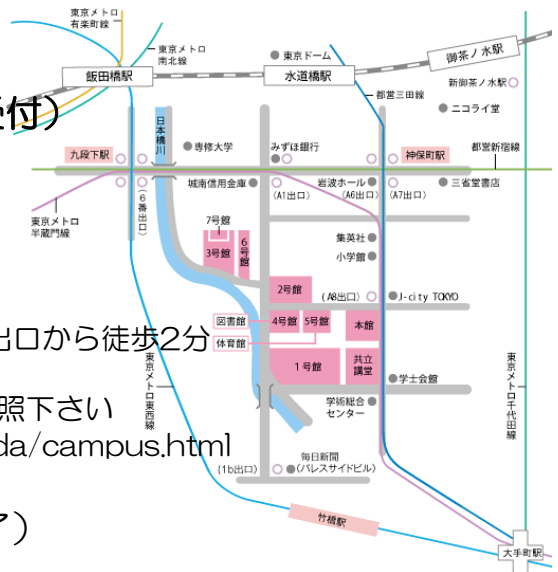 東京メトロ
有楽町線
東京メトロ
南北線
東京ドーム
御茶ノ水駅
飯田橋駅
水道橋駅
新御茶ノ水駅
都営三田線
ニコライ堂
受付）
日本橋川
専修大学
みずほ銀行
都営新宿線
九段下駅
神保町駅
城南信用金庫
岩波ホール
三省堂書店
(A1出口)
(A6出口)
(A7出口)
(6番出口)
東京メトロ
半蔵門線
7号館
3号館
6号館
集英社
小学館
2号館
(A8出口)
J-city TOKYO
図書館
4号館
5号館
本館
体育館
出口から徒歩2分
1号館
共立
講堂
東京メトロ東西線
東京メトロ千代田線
学士会館
照下さい
学術総合
センター
da/campus.html
毎日新聞
(パレスサイドビル)
(1b出口)
竹橋駅
大手町駅